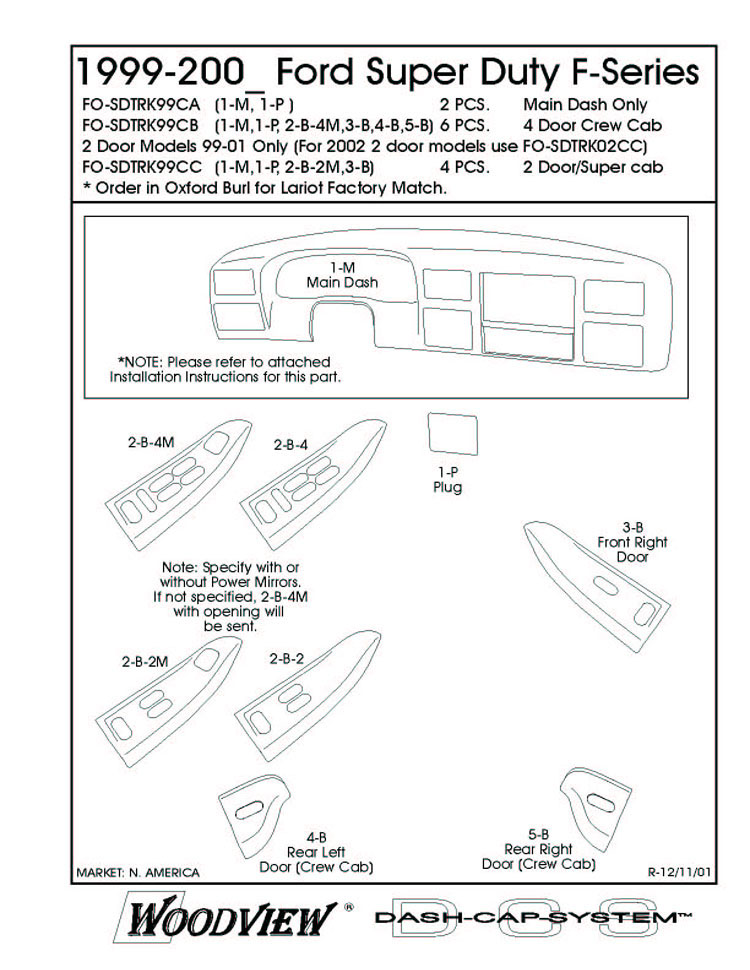 1999-200_ Ford Super Duty F-Series
FO-SDTRK99CA (1-M, 1-P ) 2 PCS. Main Dash Only
FO-SDTRK99CB (1-M,1-P, 2-B-4M,3-B,4-B,5-B) 6 PCS. 4 Door Crew Cab
2 Door Models 99-01 Only (For 2002 2 door models use FO-SDTRK02CC)
FO-SDTRK99CC (1-M,1-P, 2-B-2M,3-B) 4 PCS. 2 Door/Super cab
* Order in Oxford Burl for Lariot Factory Match.
1-M
Main Dash
*NOTE: Please refer to attached
Installation Instructions for this part.
2-B-4M
2-B-4
1-P
Plug
3-B
Front Right
Door
Note: Specify with or
without Power Mirrors.
If not specified, 2-B-4M
with opening will
be sent.
2-B-2M
2-B-2
4-B
Rear Left
Door (Crew Cab)
5-B
Rear Right
Door (Crew Cab)
MARKET: N. AMERICA
R-12/11/01
WOODVIEW ®
DASH-CAP-SYSTEM™
DCS